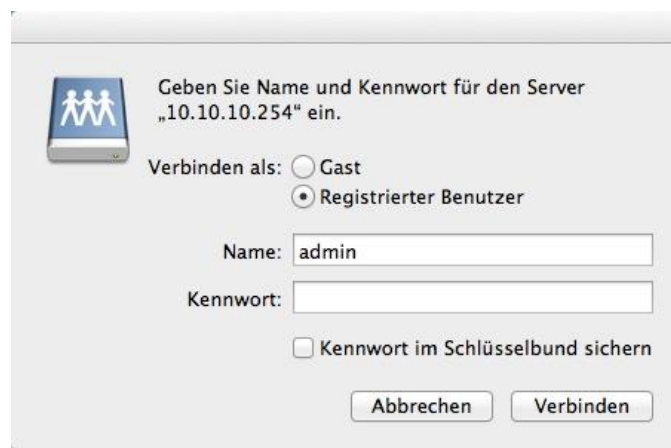 Geben Sie Name und Kennwort für den Server
„10.10.10.254“ ein.
Verbinden als: Gast
Registrierter Benutzer
Name: admin
Kennwort:
Kennwort im Schlüsselbund sichern
Abbrechen Verbinden